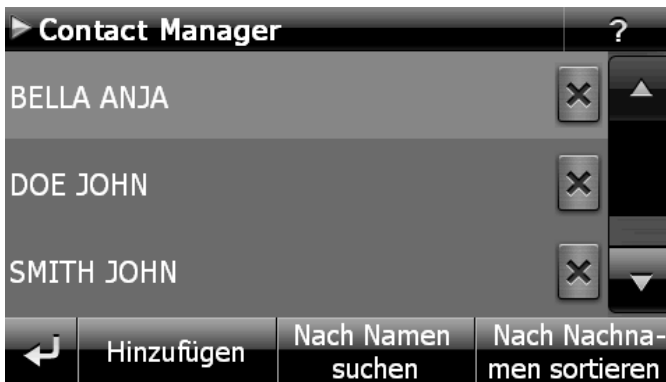 Contact Manager ?
BELLA ANJA
DOE JOHN
SMITH JOHN
Hinzufügen
Nach Namen
suchen
Nach Nachna-
men sortieren